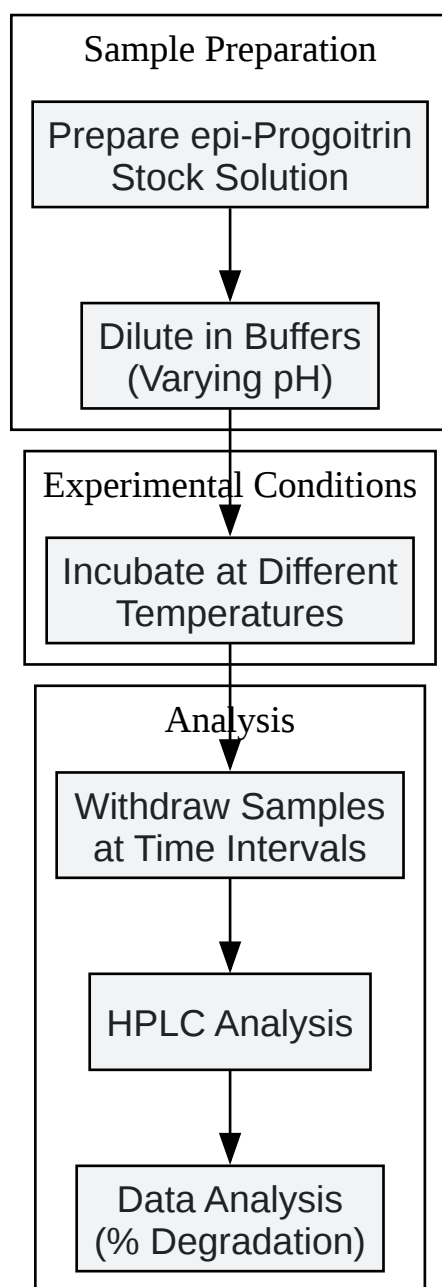 Sample Preparation
Prepare epi-Progoitrin
Stock Solution
Dilute in Buffers
(Varying pH)
Experimental Conditions
Incubate at Different
Temperatures
Analysis
Withdraw Samples
at Time Intervals
HPLC Analysis
Data Analysis
(% Degradation)